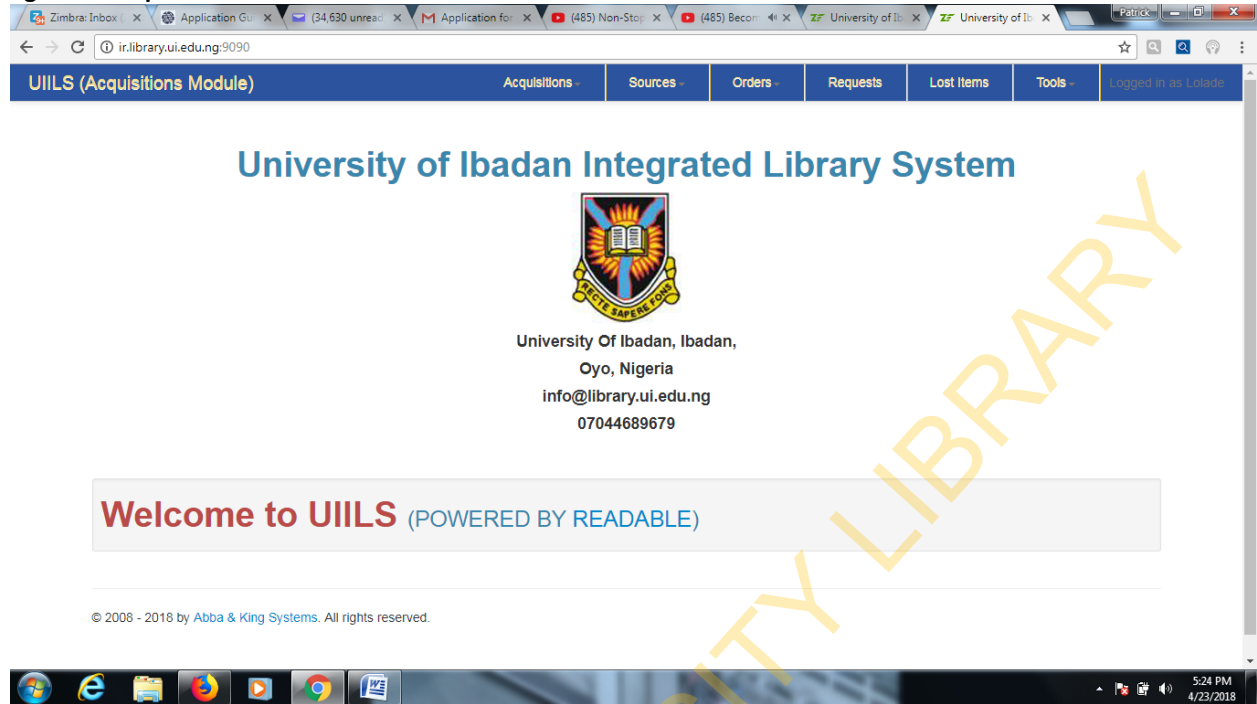 Zimbra: Inbox (
Application Gui
(34,630 unread
Application for
(485) Non-Stop
(485) Becom
University of Ib
University of Ib
Patrick
ir.library.ui.edu.ng:9090
UIILS (Acquisitions Module)
Acquisitions
Sources
Orders
Requests
Lost Items
Tools
Logged in as Lolade
University of Ibadan Integrated Library System
RECTE SAPERE FONS
University Of Ibadan, Ibadan,
Oyo, Nigeria
info@library.ui.edu.ng
07044689679
Welcome to UIILS (POWERED BY READABLE)
© 2008 - 2018 by Abba & King Systems. All rights reserved.
SITY LIBRARY
5:24 PM
4/23/2018